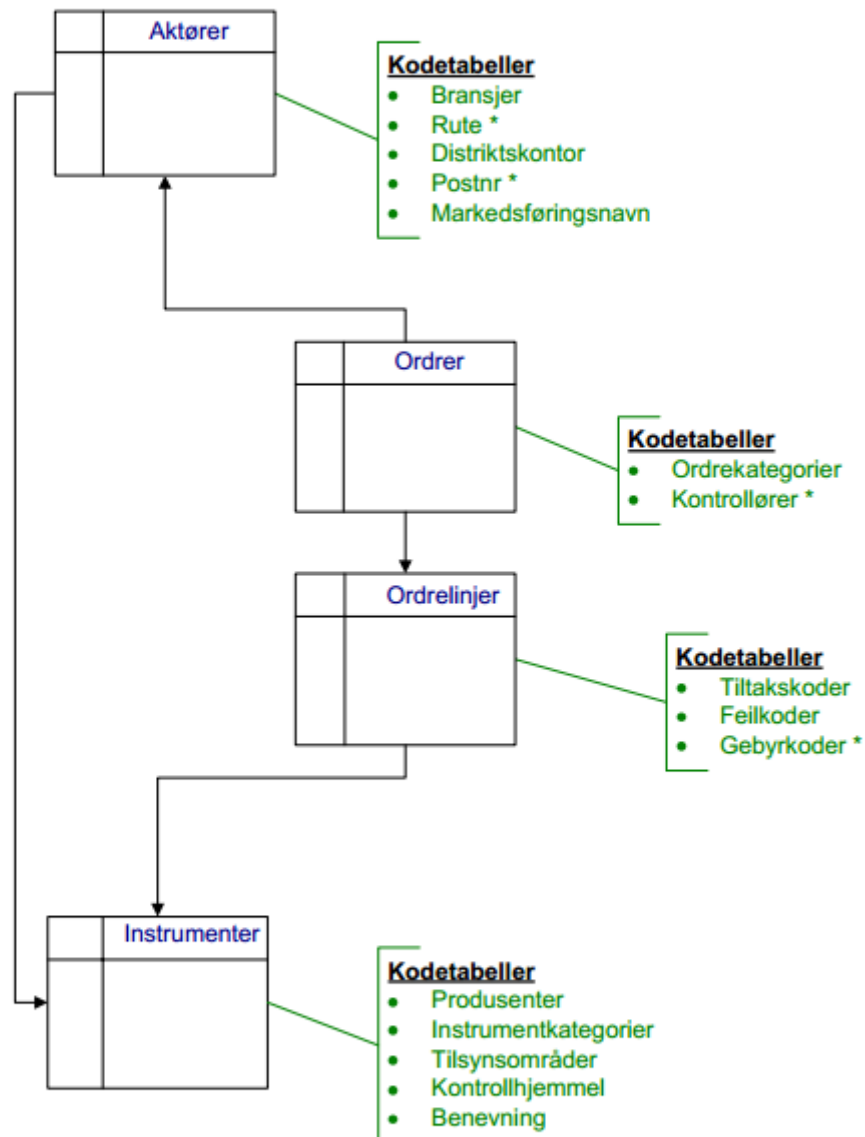 Aktører
Kodetabeller
• Bransjer
• Rute *
• Distriktskontor
• Postnr *
• Markedsføringsnavn
Ordrer
Kodetabeller
• Ordrekategorier
• Kontrollører *
Ordrelinjer
Kodetabeller
• Tiltakskoder
• Feilkoder
• Gebyrkoder *
Instrumenter
Kodetabeller
• Produsenter
• Instrumentkategorier
• Tilsynsområder
• Kontrollhjemmel
• Benevning